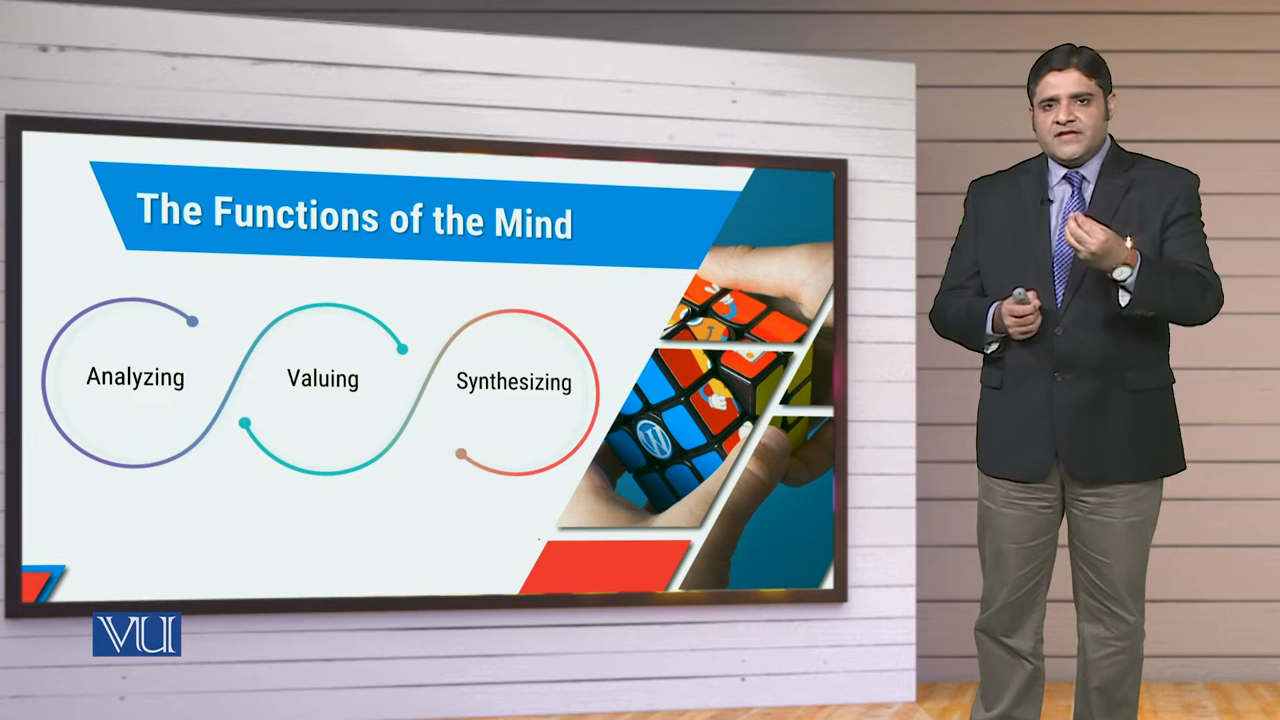 The Functions of the Mind
Analyzing
Valuing
Synthesizing
W
VU